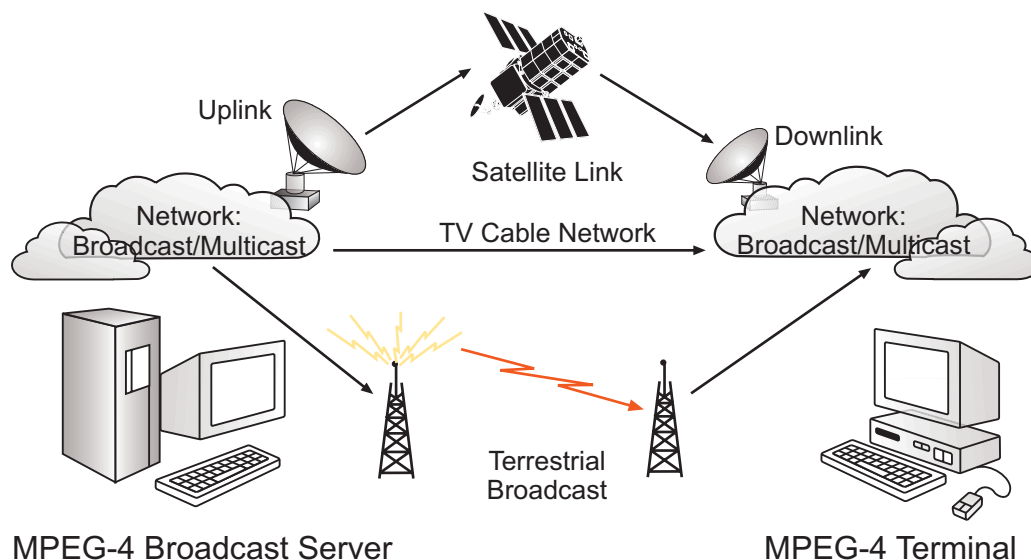 Uplink
Downlink
Satellite Link
Network:
Broadcast/Multicast
TV Cable Network
Network:
Broadcast/Multicast
Terrestrial
Broadcast
MPEG-4 Broadcast Server
MPEG-4 Terminal